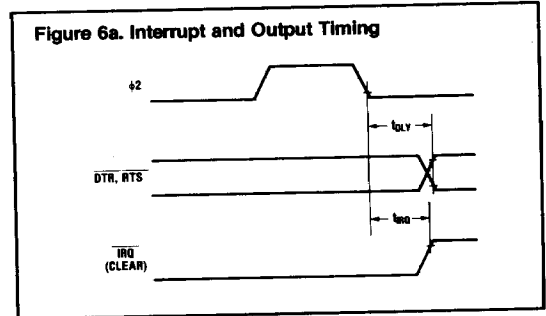 Figure 6a. Interrupt and Output Timing
ϕ2
tDLY
DTR, RTS
tIRQ
IRQ
(CLEAR)